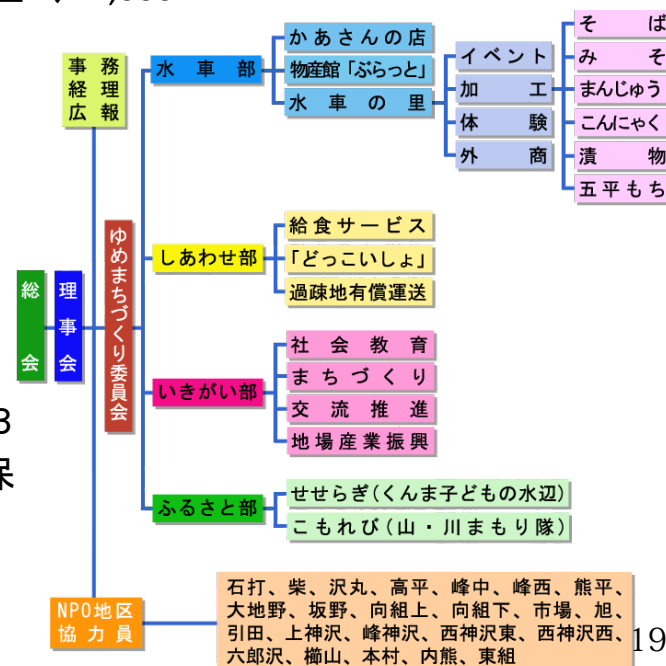 事務
経理
広報
水車部
かあさんの店
物産館「ぶらっと」
水車の里
イベント
加工
体験
外商
そば
みそ
まんじゅう
こんにゃく
漬物
五平もち
総会
理事会
ゆめまちづくり委員会
しあわせ部
給食サービス
「どっこいしょ」
過疎地有償運送
いきがい部
社会教育
まちづくり
交流推進
地場産業振興
3
保
ふるさと部
せせらぎ(くんま子どもの水辺)
こもれび(山・川まもり隊)
NPO地区
協力員
石打、柴、沢丸、高平、峰中、峰西、熊平、
大地野、坂野、向組上、向組下、市場、旭、
引田、上神沢、峰神沢、西神沢東、西神沢西、
六郎沢、櫛山、本村、内熊、東組
19